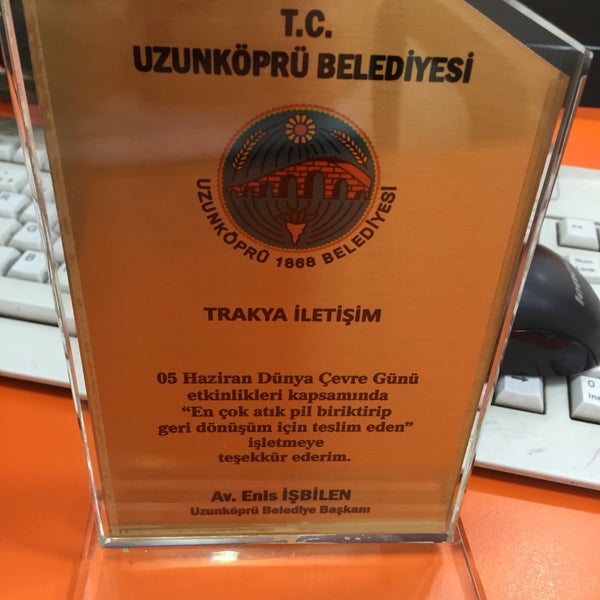 T.C.
UZUNKÖPRÜ BELEDİYESİ
UZUNKÖPRÜ 1868 BELEDİYESİ
TRAKYA İLETİŞİM
05 Haziran Dünya Çevre Günü
etkinlikleri kapsamında
“En çok atık pil biriktirip
geri dönüşüm için teslim eden”
işletmeye
teşekkür ederim.
Av. Enis İŞBİLEN
Uzunköprü Belediye Başkanı